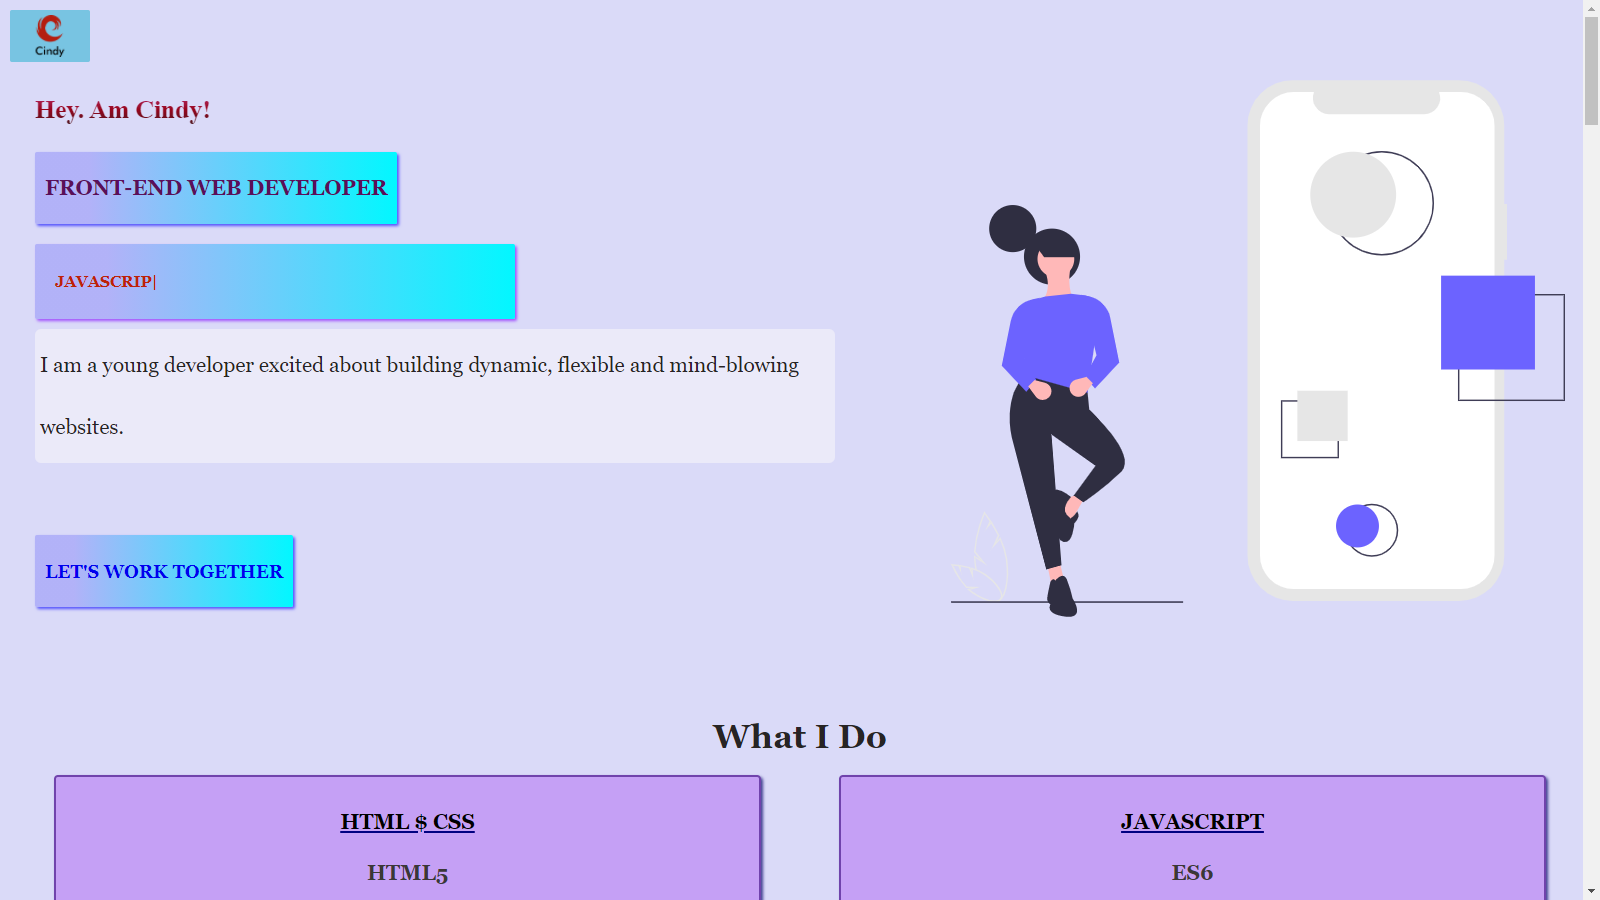 Cindy
Hey. Am Cindy!
FRONT-END WEB DEVELOPER
JAVASCRIP|
I am a young developer excited about building dynamic, flexible and mind-blowing
websites.
LET'S WORK TOGETHER
What I Do
HTML $ CSS
HTML5
JAVASCRIPT
ES6